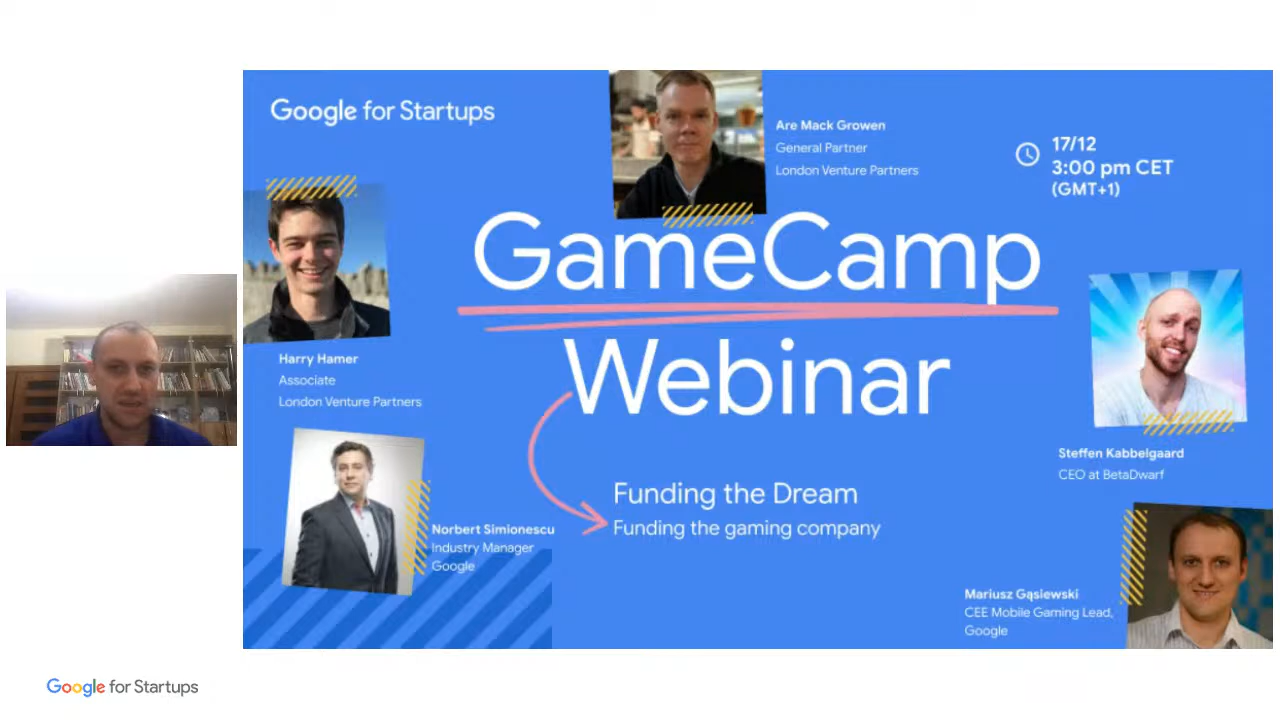 Google for Startups
Are Mack Growen
General Partner
London Venture Partners
17/12
3:00 pm CET
(GMT+1)
GameCamp
Webinar
Harry Hamer
Associate
London Venture Partners
Steffen Kabbelgaard
CEO at BetaDwarf
Funding the Dream
Funding the gaming company
Norbert Simionescu
Industry Manager
Google
Mariusz Gąsiewski
CEE Mobile Gaming Lead,
Google
Google for Startups